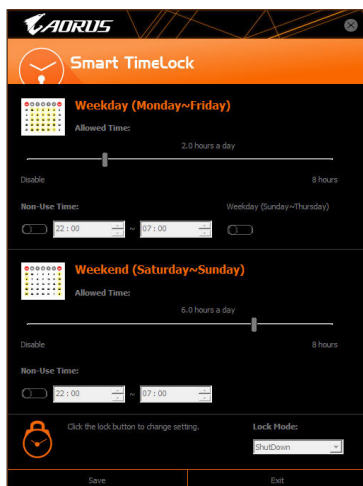 AORUS
Smart TimeLock
Weekday (Monday~Friday)
Allowed Time:
2.0 hours a day
Disable 8 hours
Non-Use Time: Weekday (Sunday~Thursday)
22:00 ~ 07:00
Weekend (Saturday~Sunday)
Allowed Time:
6.0 hours a day
Disable 8 hours
Non-Use Time:
22:00 ~ 07:00
Click the lock button to change setting. Lock Mode:
ShutDown
Save Exit